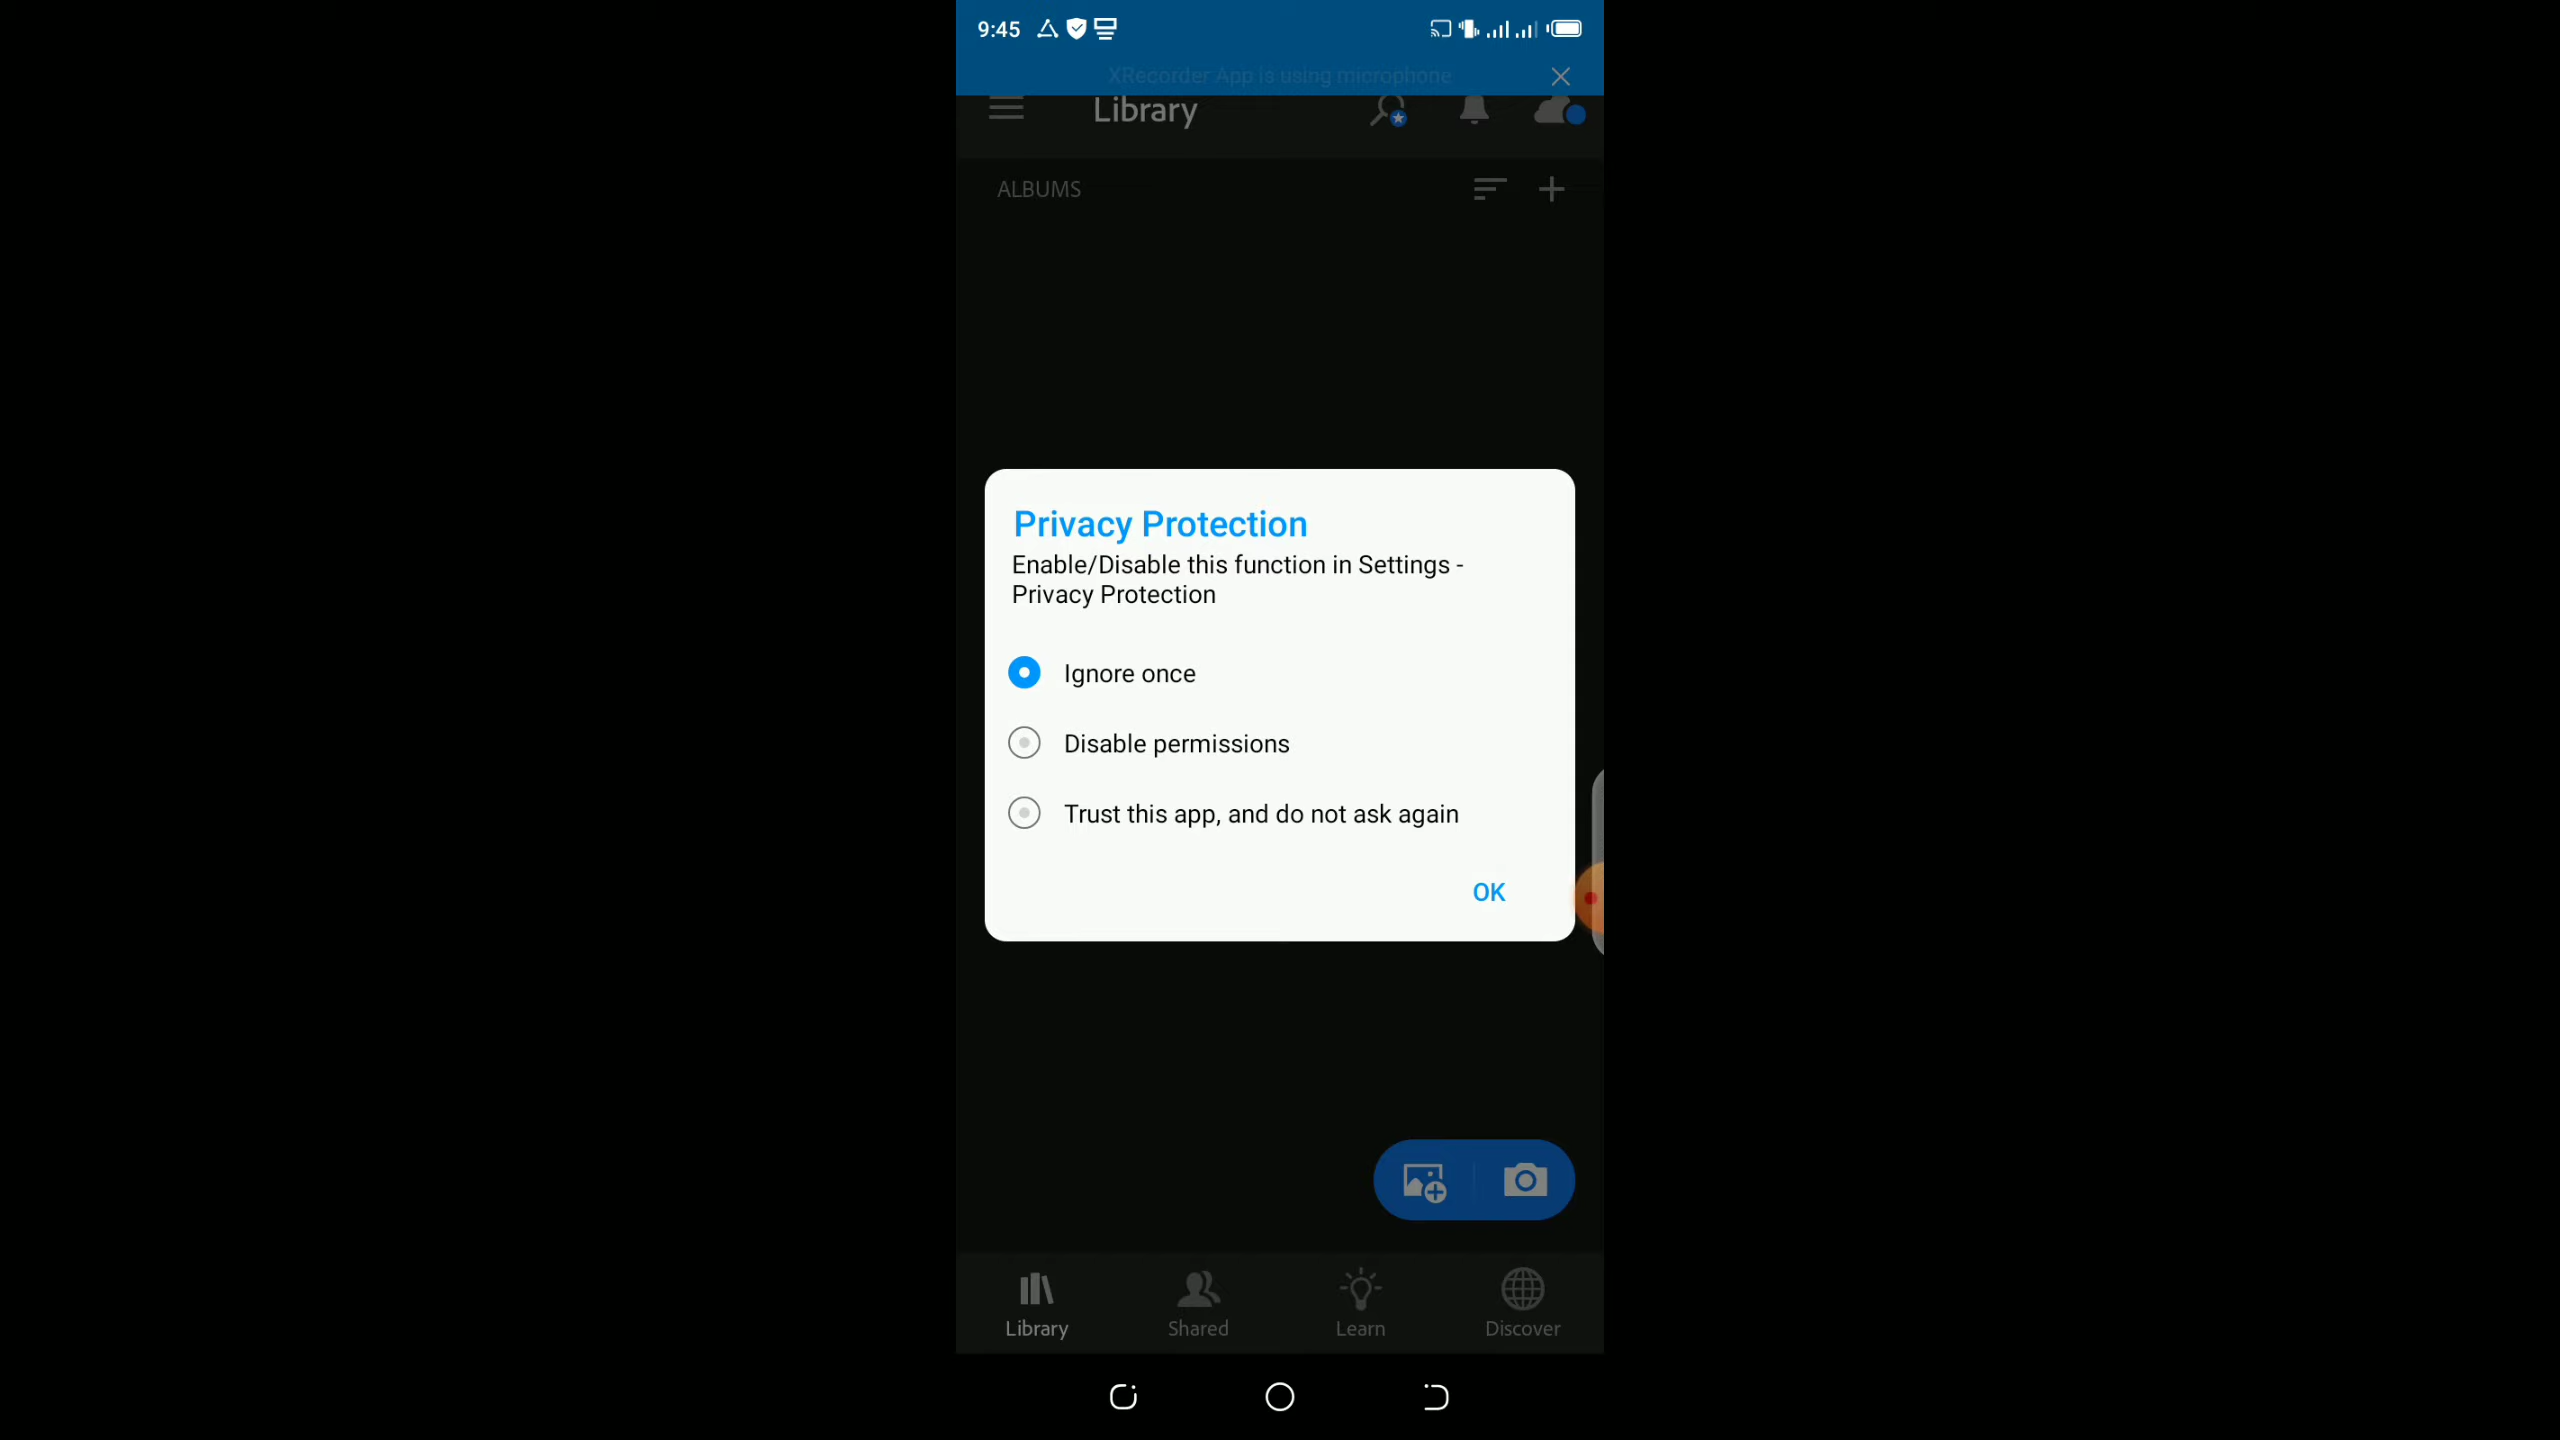 9:45
XRecorder App is using microphone
Library
ALBUMS
Privacy Protection
Enable/Disable this function in Settings -
Privacy Protection
Ignore once
Disable permissions
Trust this app, and do not ask again
OK
Library
Shared
Learn
Discover